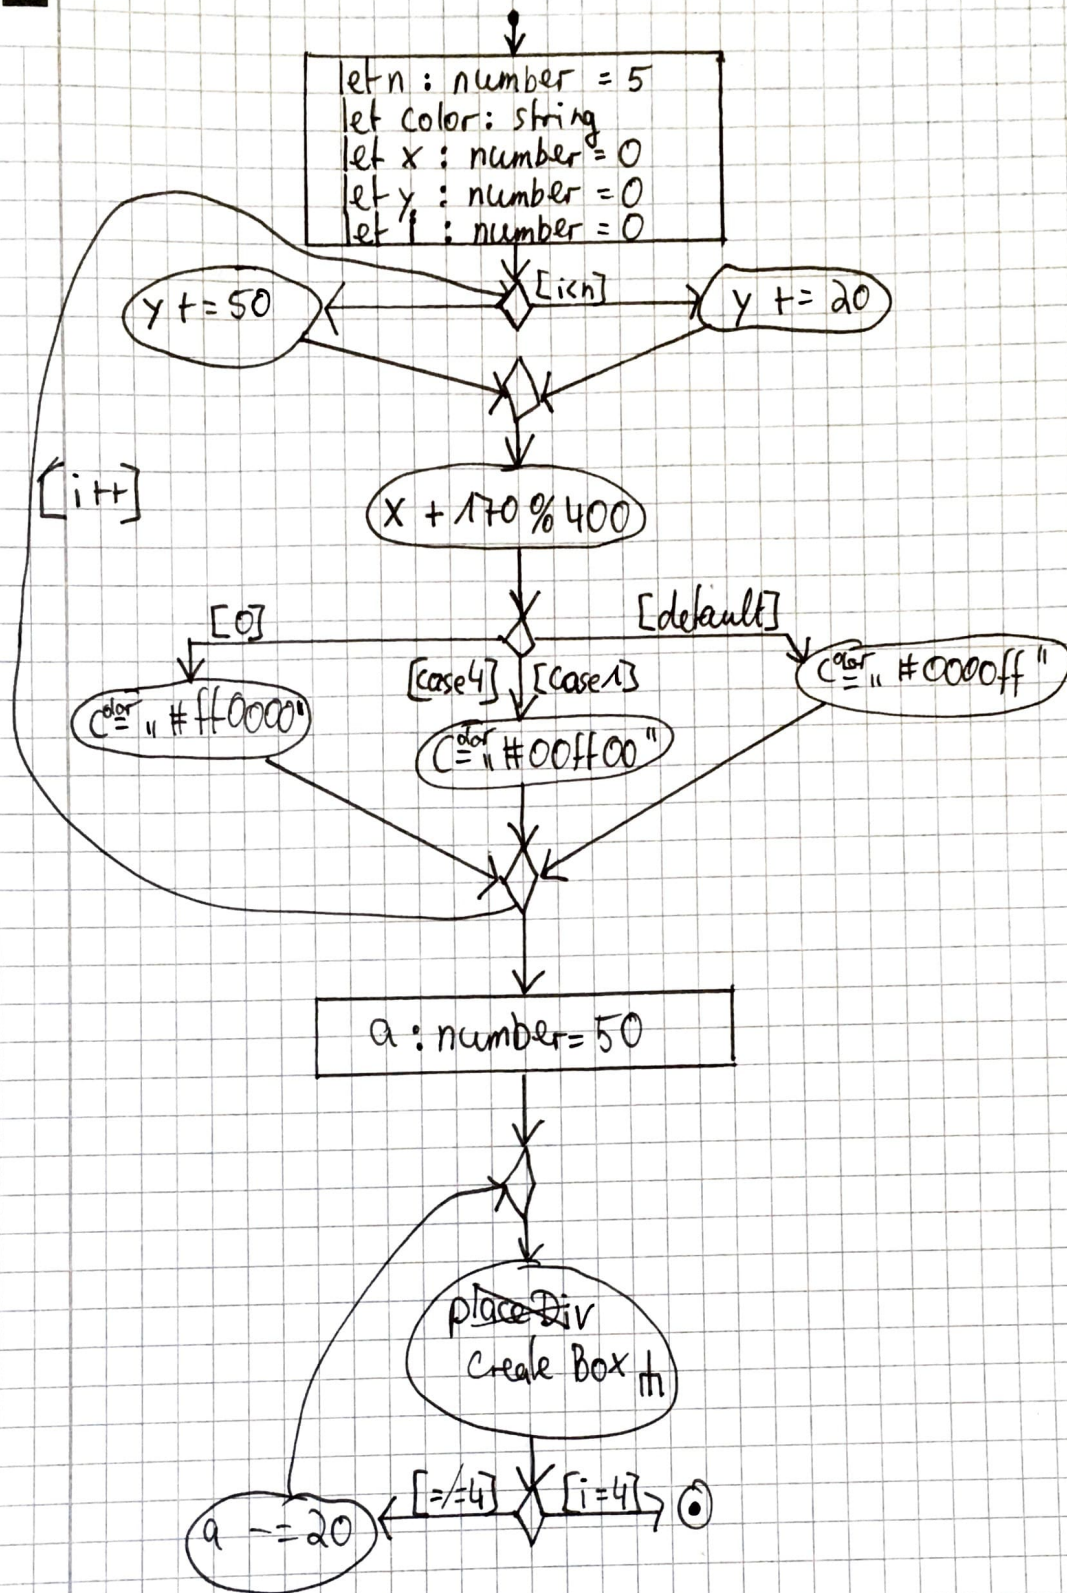 let n : number = 5
let color : string
let x : number = 0
let y : number = 0
let i : number = 0
[i<n]
y += 50
y += 20
[i++]
x + 170 % 400
[0]
[default]
[case4] [case1]
color = "#ff0000"
color = "#00ff00"
color = "#0000ff"
a : number = 50
placeDiv
create Box
[=/=4] [i=4]
a -= 20